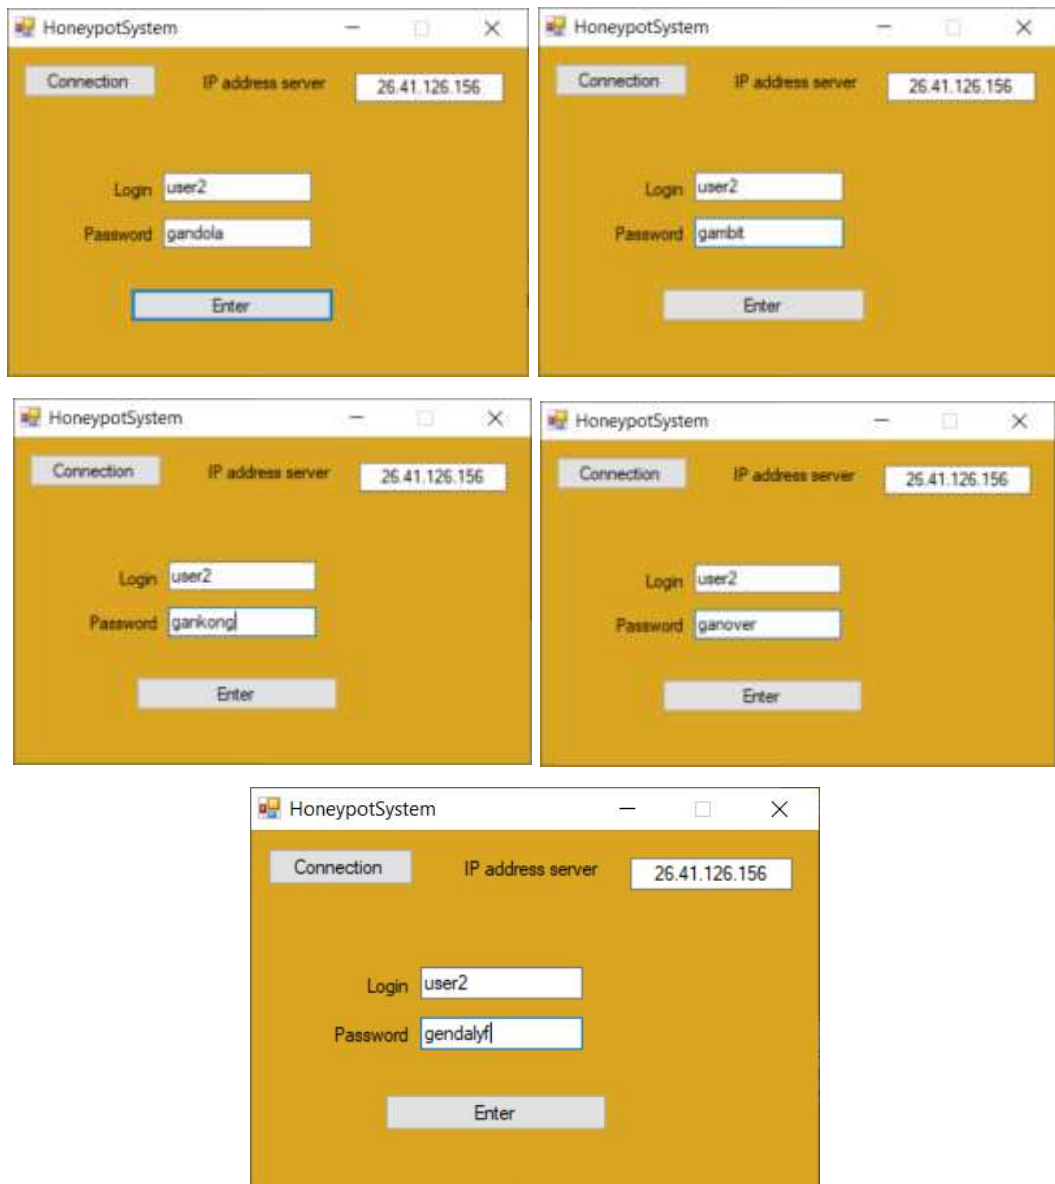 HoneypotSystem
Connection IP address server 26.41.126.156
Login user2
Password gandola
Enter
HoneypotSystem
Connection IP address server 26.41.126.156
Login user2
Password gambit
Enter
HoneypotSystem
Connection IP address server 26.41.126.156
Login user2
Password gankong
Enter
HoneypotSystem
Connection IP address server 26.41.126.156
Login user2
Password ganover
Enter
HoneypotSystem
Connection IP address server 26.41.126.156
Login user2
Password gendalyf
Enter